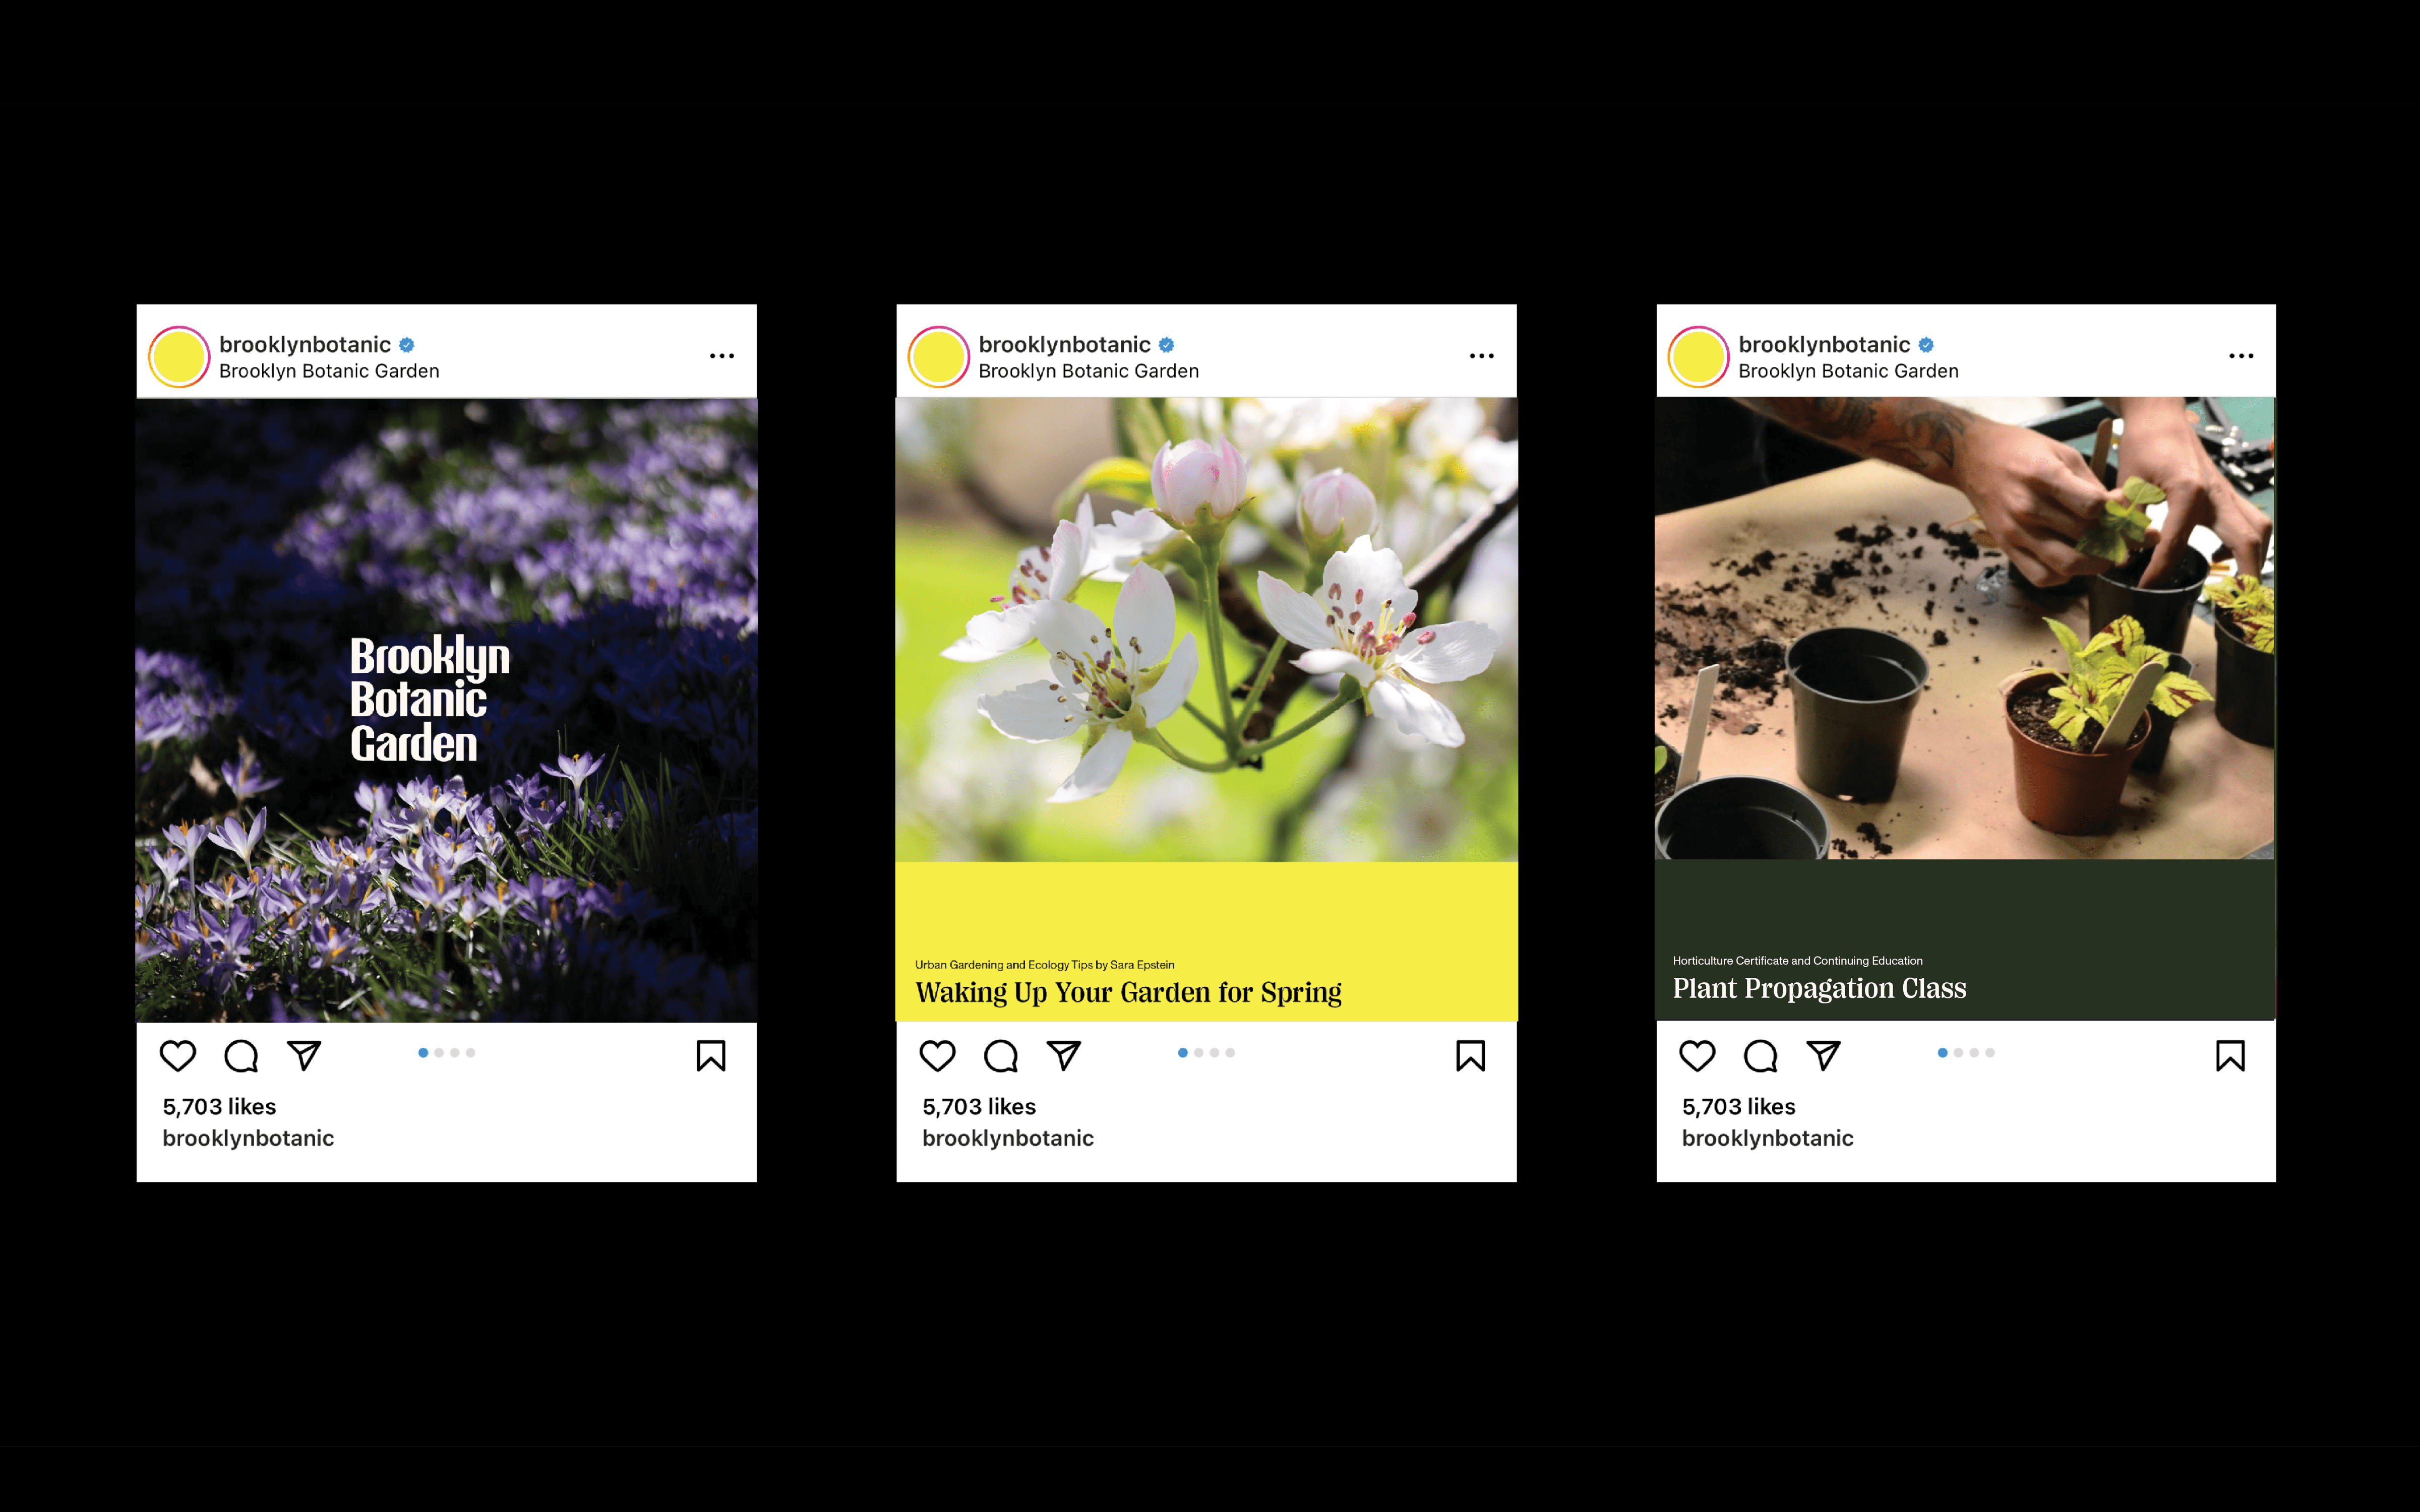 brooklynbotanic
Brooklyn Botanic Garden
Brooklyn
Botanic
Garden
5,703 likes
brooklynbotanic
brooklynbotanic
Brooklyn Botanic Garden
Urban Gardening and Ecology Tips by Sara Epstein
Waking Up Your Garden for Spring
5,703 likes
brooklynbotanic
brooklynbotanic
Brooklyn Botanic Garden
Horticulture Certificate and Continuing Education
Plant Propagation Class
5,703 likes
brooklynbotanic